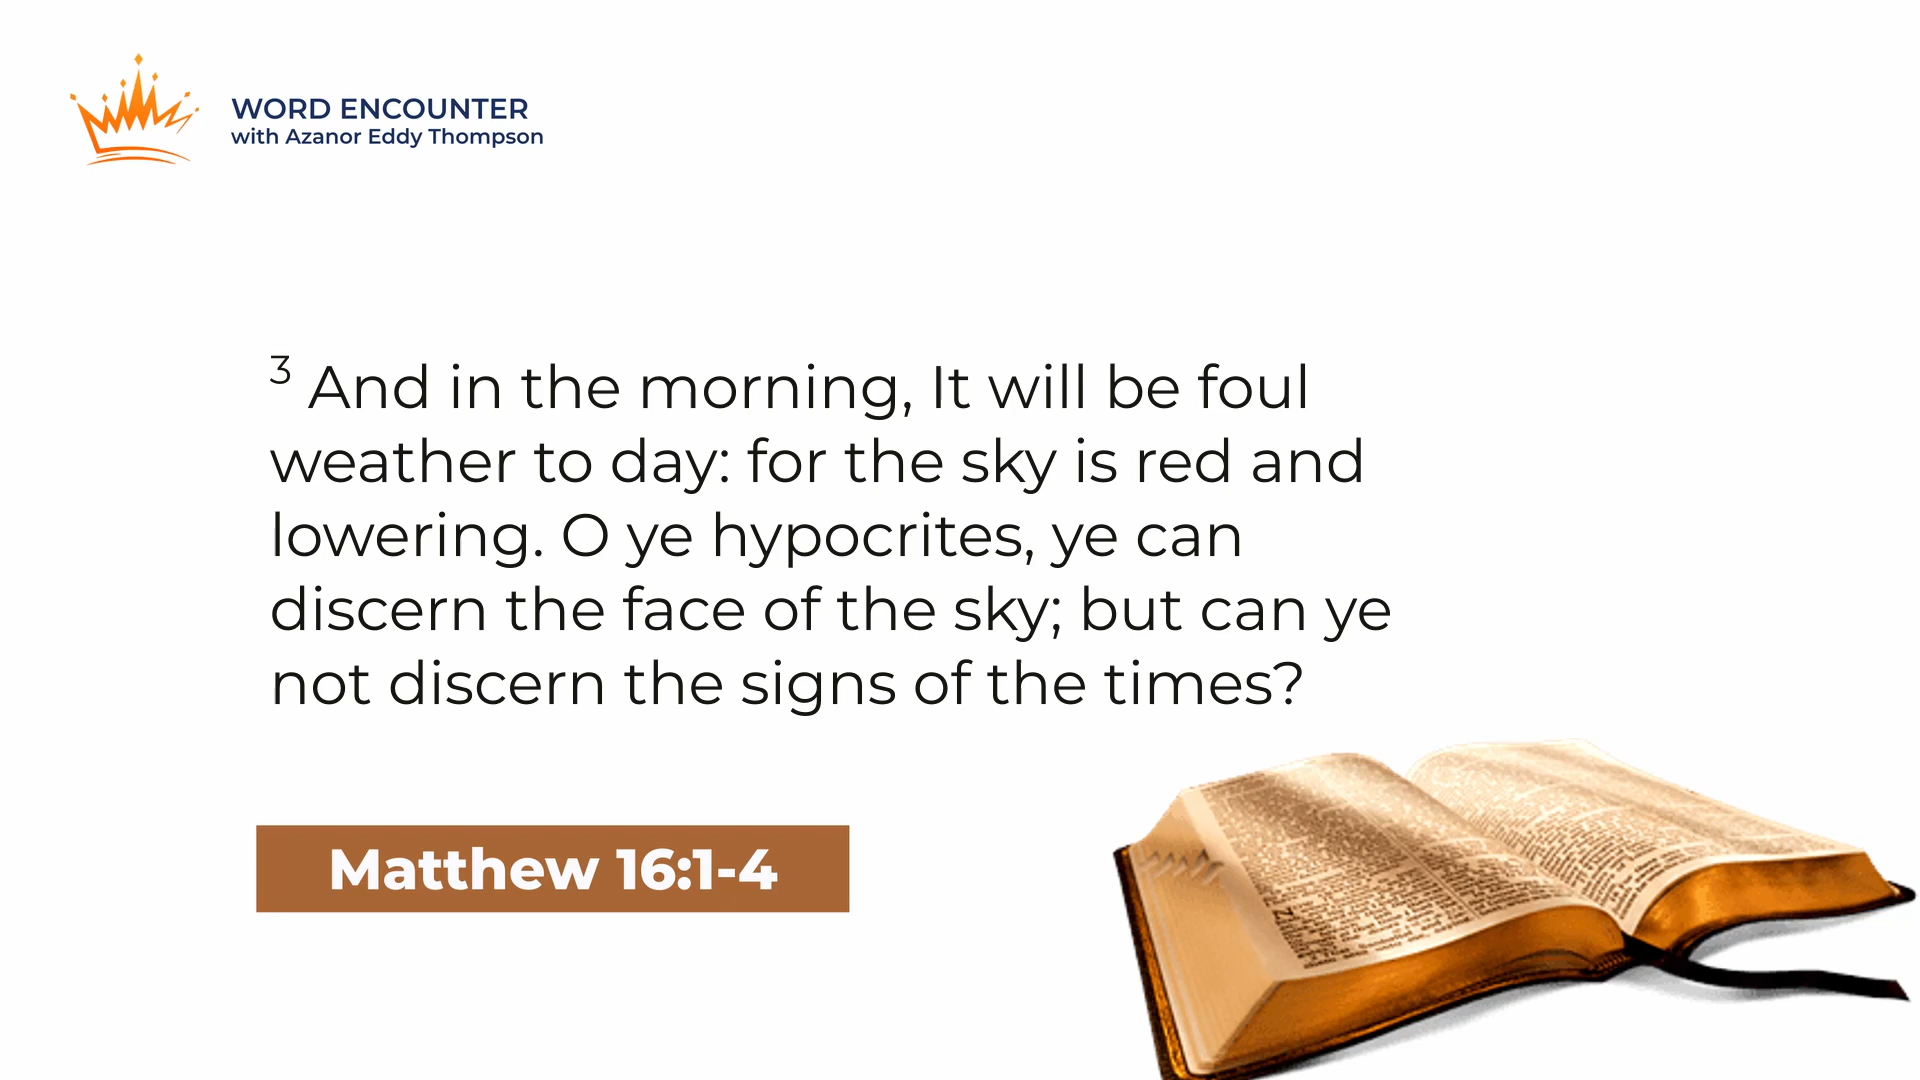 WORD ENCOUNTER
with Azanor Eddy Thompson
3 And in the morning, It will be foul
weather to day: for the sky is red and
lowering. O ye hypocrites, ye can
discern the face of the sky; but can ye
not discern the signs of the times?
Matthew 16:1-4